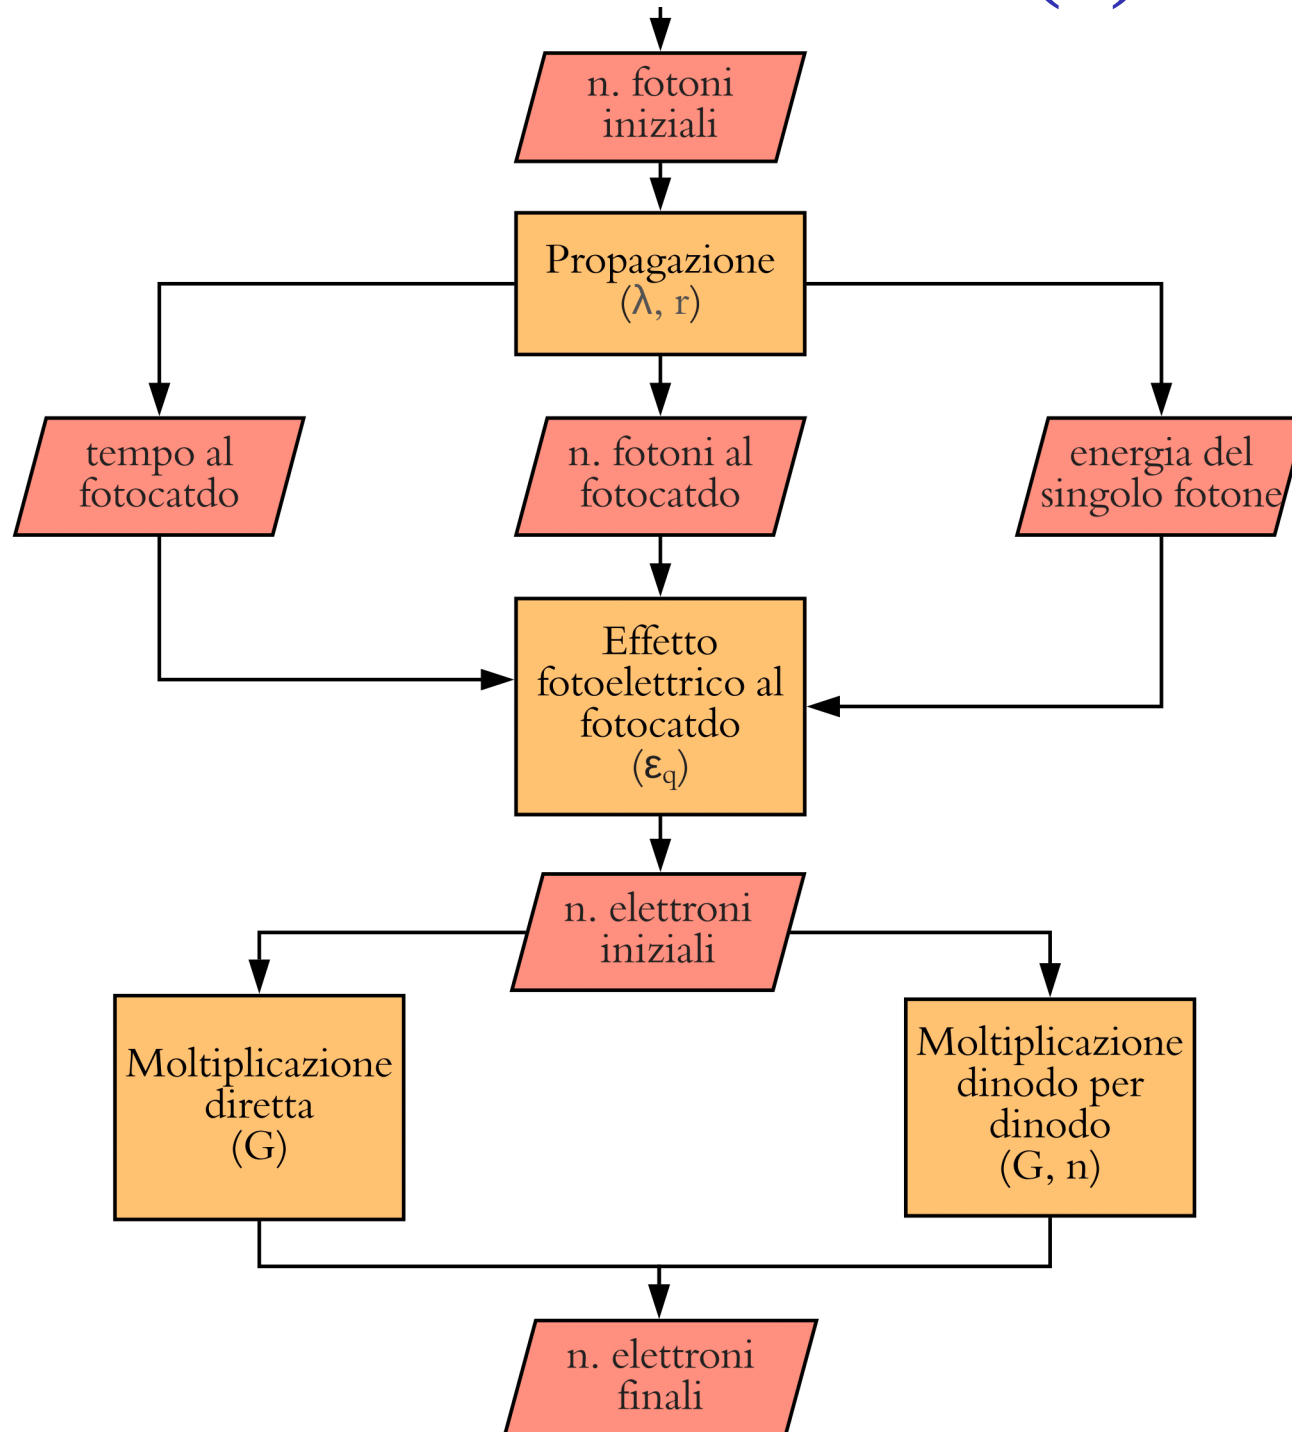 n. fotoni
iniziali
Propagazione
(λ, r)
tempo al
fotocatdo
n. fotoni al
fotocatdo
energia del
singolo fotone
Effetto
fotoelettrico al
fotocatdo
(εq)
n. elettroni
iniziali
Moltiplicazione
diretta
(G)
Moltiplicazione
dinodo per
dinodo
(G, n)
n. elettroni
finali